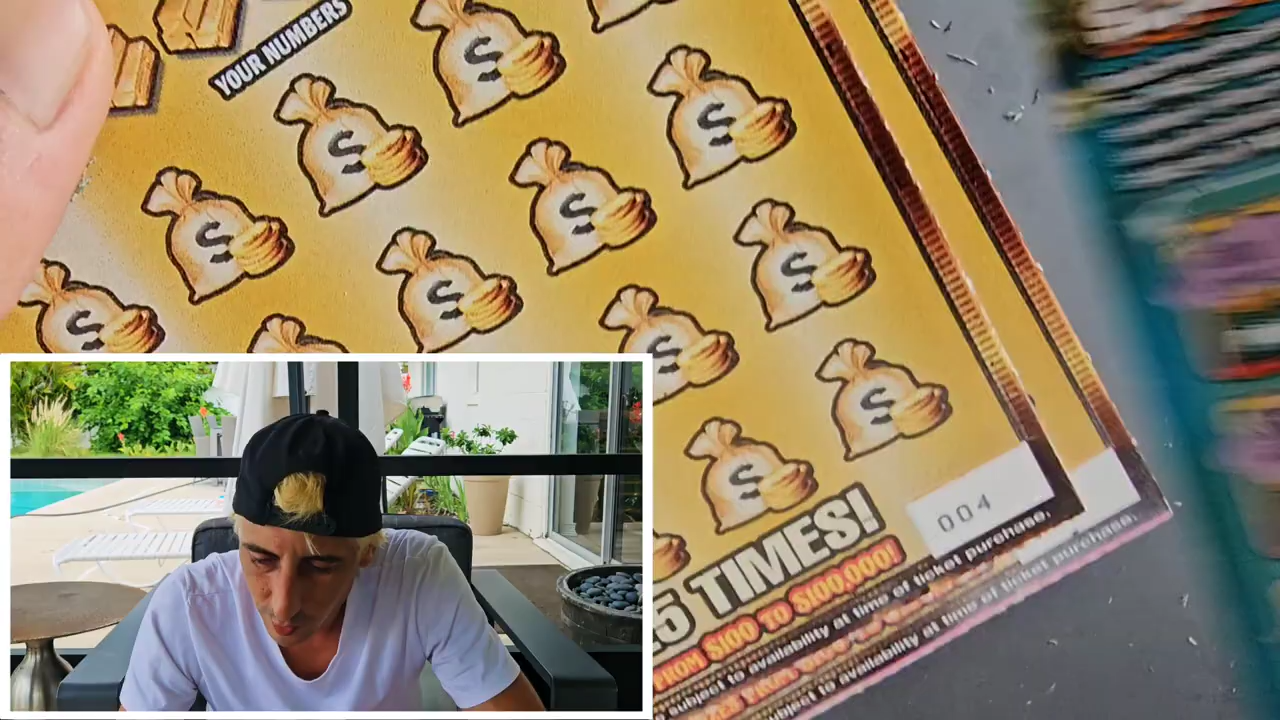 YOUR NUMBERS
004
5 TIMES!
FROM $100 TO $100,000!
subject to availability at time of ticket purchase.
subject to availability at time of ticket purchase.